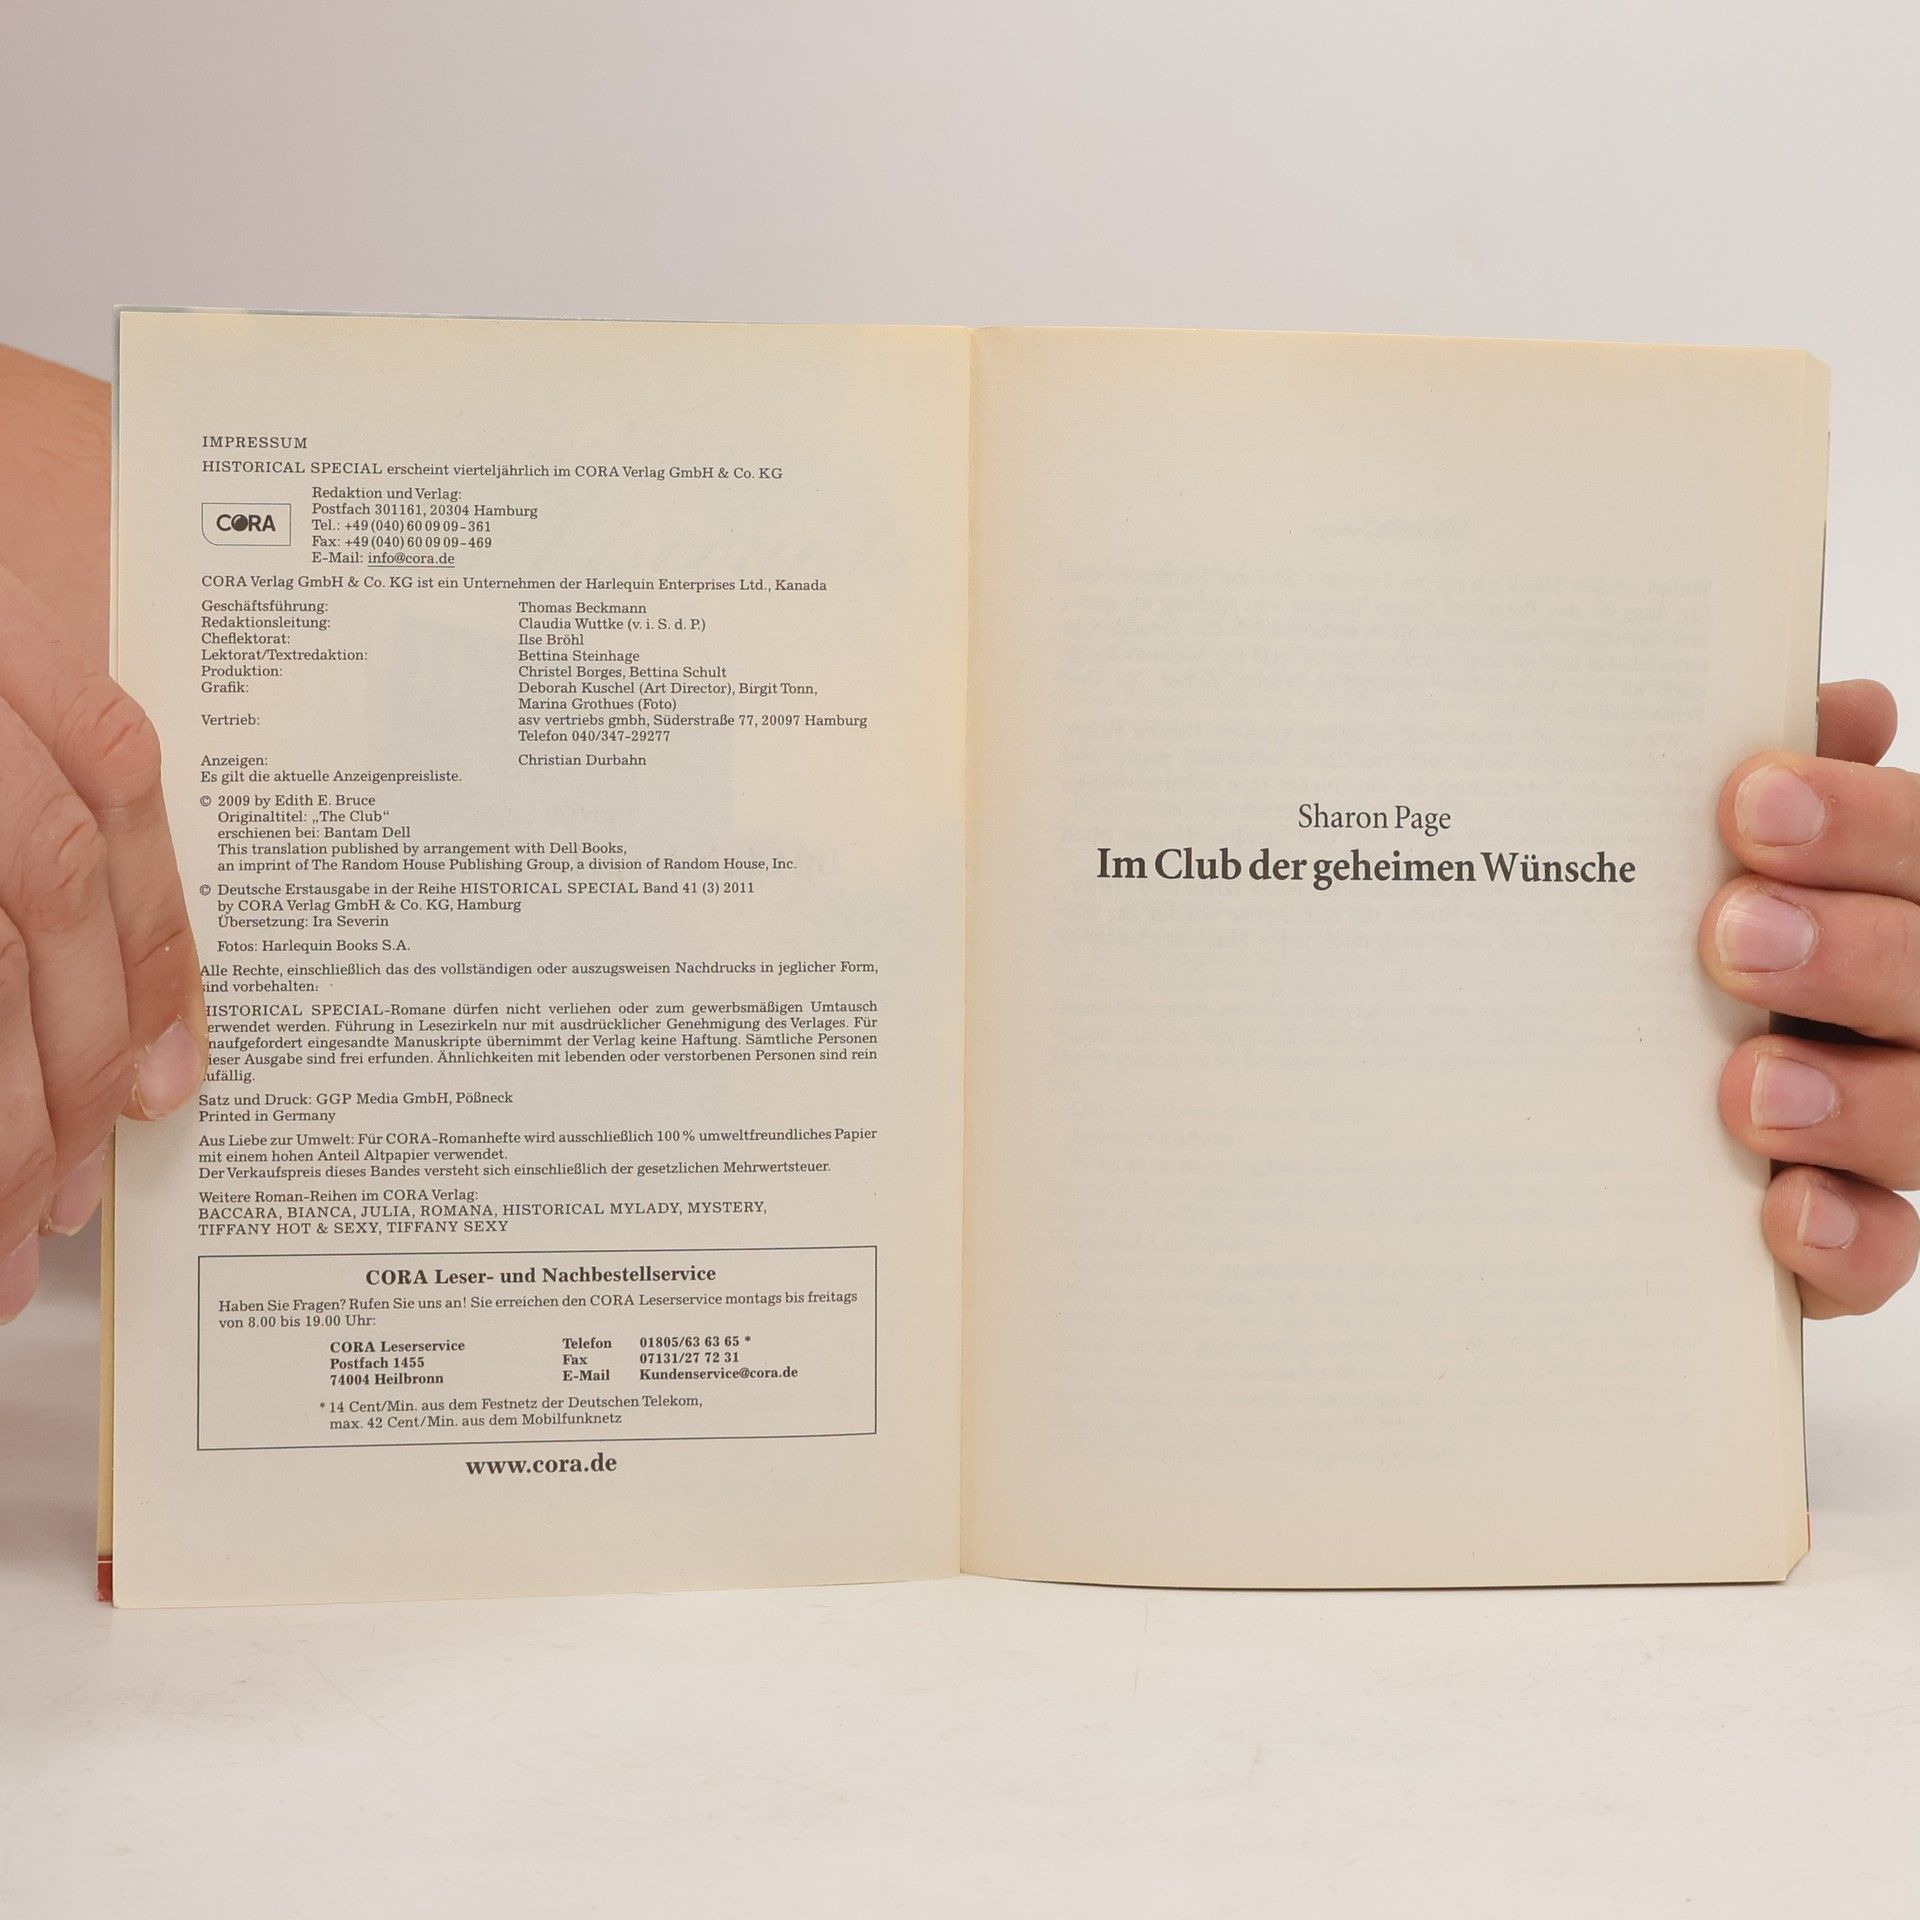 IMPRESSUM
HISTORICAL SPECIAL erscheint vierteljährlich im CORA Verlag GmbH & Co. KG
CORA
Redaktion und Verlag:
Postfach 301161, 20304 Hamburg
Tel.: +49 (040) 60 09 09-361
Fax: +49 (040) 60 09 09-469
E-Mail: info@cora.de
CORA Verlag GmbH & Co. KG ist ein Unternehmen der Harlequin Enterprises Ltd., Kanada
Geschäftsführung: Thomas Beckmann
Redaktionsleitung: Claudia Wuttke (v. i. S. d. P.)
Cheflektorat: Ilse Bröhl
Lektorat/Textredaktion: Bettina Steinhage
Produktion: Christel Borges, Bettina Schult
Grafik: Deborah Kuschel (Art Director), Birgit Tonn,
Marina Grothues (Foto)
Vertrieb: asv vertriebs gmbh, Süderstraße 77, 20097 Hamburg
Telefon 040/347-29277
Anzeigen: Christian Durbahn
Es gilt die aktuelle Anzeigenpreisliste.
© 2009 by Edith E. Bruce
Originaltitel: „The Club“
erschienen bei: Bantam Dell
This translation published by arrangement with Dell Books,
an imprint of The Random House Publishing Group, a division of Random House, Inc.
© Deutsche Erstausgabe in der Reihe HISTORICAL SPECIAL Band 41 (3) 2011
by CORA Verlag GmbH & Co. KG, Hamburg
Übersetzung: Ira Severin
Fotos: Harlequin Books S.A.
Alle Rechte, einschließlich das des vollständigen oder auszugsweisen Nachdrucks in jeglicher Form,
sind vorbehalten.
HISTORICAL SPECIAL-Romane dürfen nicht verliehen oder zum gewerbsmäßigen Umtausch
erwendet werden. Führung in Lesezirkeln nur mit ausdrücklicher Genehmigung des Verlages. Für
naufgefordert eingesandte Manuskripte übernimmt der Verlag keine Haftung. Sämtliche Personen
ieser Ausgabe sind frei erfunden. Ähnlichkeiten mit lebenden oder verstorbenen Personen sind rein
ufällig.
Satz und Druck: GGP Media GmbH, Pößneck
Printed in Germany
Aus Liebe zur Umwelt: Für CORA-Romanhefte wird ausschließlich 100 % umweltfreundliches Papier
mit einem hohen Anteil Altpapier verwendet.
Der Verkaufspreis dieses Bandes versteht sich einschließlich der gesetzlichen Mehrwertsteuer.
Weitere Roman-Reihen im CORA Verlag:
BACCARA, BIANCA, JULIA, ROMANA, HISTORICAL MYLADY, MYSTERY,
TIFFANY HOT & SEXY, TIFFANY SEXY
CORA Leser- und Nachbestellservice
Haben Sie Fragen? Rufen Sie uns an! Sie erreichen den CORA Leserservice montags bis freitags
von 8.00 bis 19.00 Uhr:
CORA Leserservice Telefon 01805/63 63 65 *
Postfach 1455 Fax 07131/27 72 31
74004 Heilbronn E-Mail Kundenservice@cora.de
* 14 Cent/Min. aus dem Festnetz der Deutschen Telekom,
max. 42 Cent/Min. aus dem Mobilfunknetz
www.cora.de
Sharon Page
Im Club der geheimen Wünsche